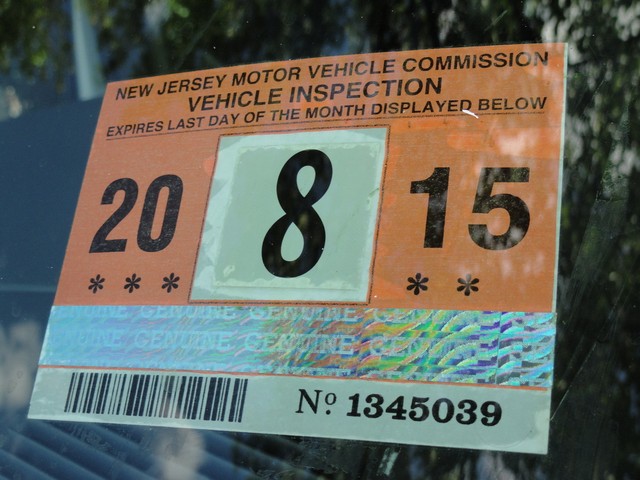 NEW JERSEY MOTOR VEHICLE COMMISSION
VEHICLE INSPECTION
EXPIRES LAST DAY OF THE MONTH DISPLAYED BELOW
20 8 15
*** **
GENUINE GENUINE GENUINE
GENUINE GENUINE GENUINE
Nº 1345039